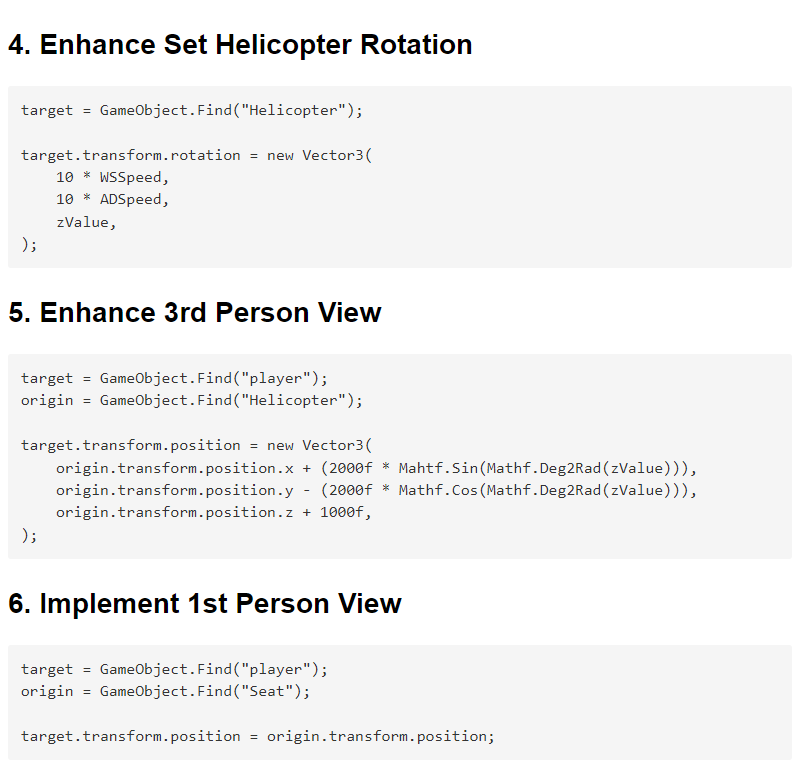 4. Enhance Set Helicopter Rotation
target = GameObject.Find("Helicopter");
target.transform.rotation = new Vector3(
10 * WSSpeed,
10 * ADSpeed,
zValue,
);
5. Enhance 3rd Person View
target = GameObject.Find("player");
origin = GameObject.Find("Helicopter");
target.transform.position = new Vector3(
origin.transform.position.x + (2000f * Mahtf.Sin(Mathf.Deg2Rad(zValue))),
origin.transform.position.y - (2000f * Mathf.Cos(Mathf.Deg2Rad(zValue))),
origin.transform.position.z + 1000f,
);
6. Implement 1st Person View
target = GameObject.Find("player");
origin = GameObject.Find("Seat");
target.transform.position = origin.transform.position;